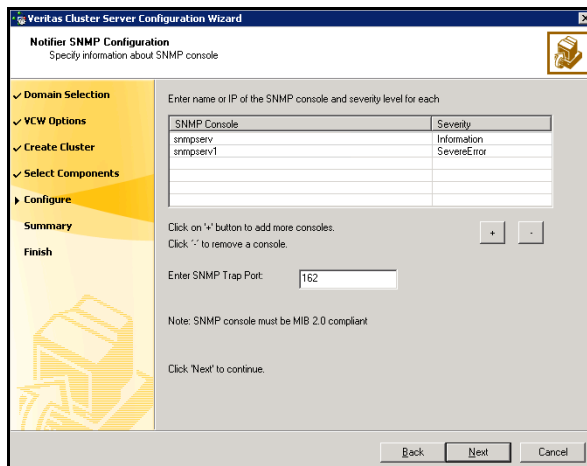 Veritas Cluster Server Configuration Wizard
Notifier SNMP Configuration
Specify information about SNMP console
Domain Selection
VCW Options
Create Cluster
Select Components
Configure
Summary
Finish
Enter name or IP of the SNMP console and severity level for each
SNMP Console Severity
snmpserv Information
snmpserv1 SevereError
Click on '+' button to add more consoles.
Click '-' to remove a console.
+ -
Enter SNMP Trap Port: 162
Note: SNMP console must be MIB 2.0 compliant
Click 'Next' to continue.
Back Next Cancel